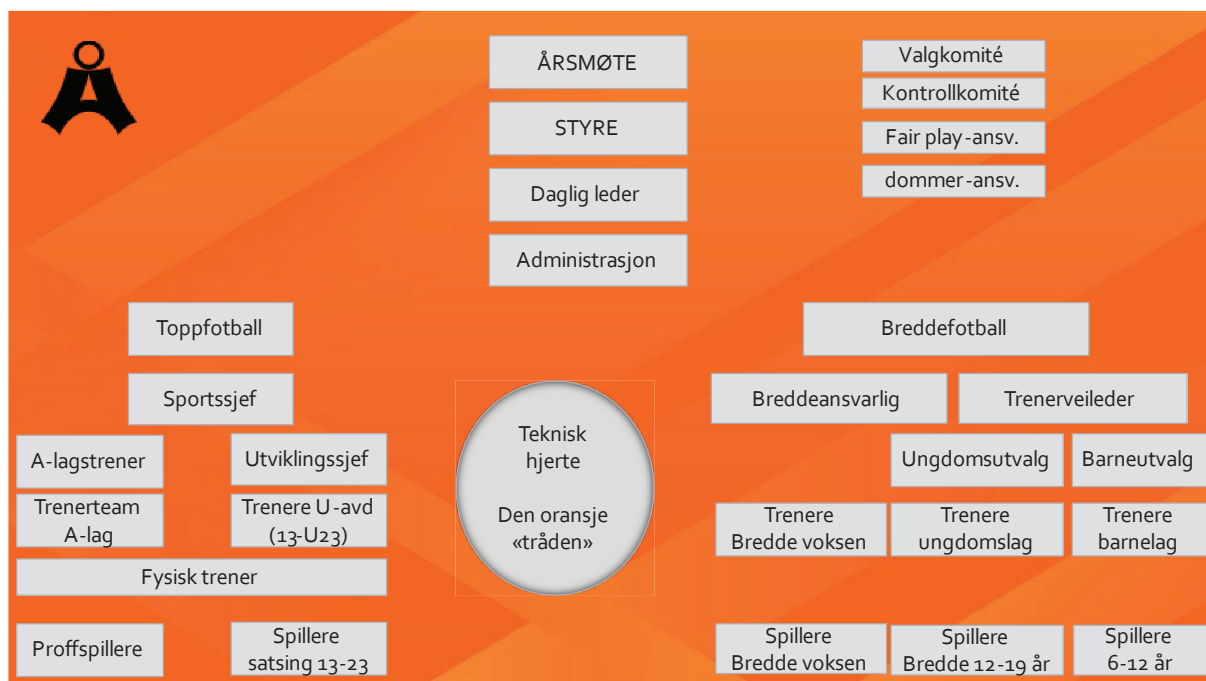 ÅRSMØTE
STYRE
Daglig leder
Administrasjon
Valgkomité
Kontrollkomité
Fair play-ansv.
dommer-ansv.
Toppfotball
Sportssjef
A-lagstrener
Utviklingssjef
Trenerteam
A-lag
Trenere U-avd
(13-U23)
Fysisk trener
Proffspillere
Spillere
satsing 13-23
Teknisk
hjerte
Den oransje
«tråden»
Breddefotball
Breddeansvarlig
Trenerveileder
Ungdomsutvalg
Barneutvalg
Trenere
Bredde voksen
Trenere
ungdomslag
Trenere
barnelag
Spillere
Bredde voksen
Spillere
Bredde 12-19 år
Spillere
6-12 år